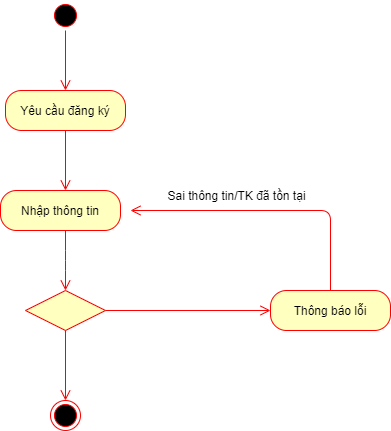 Yêu cầu đăng ký
Sai thông tin/TK đã tồn tại
Nhập thông tin
Thông báo lỗi